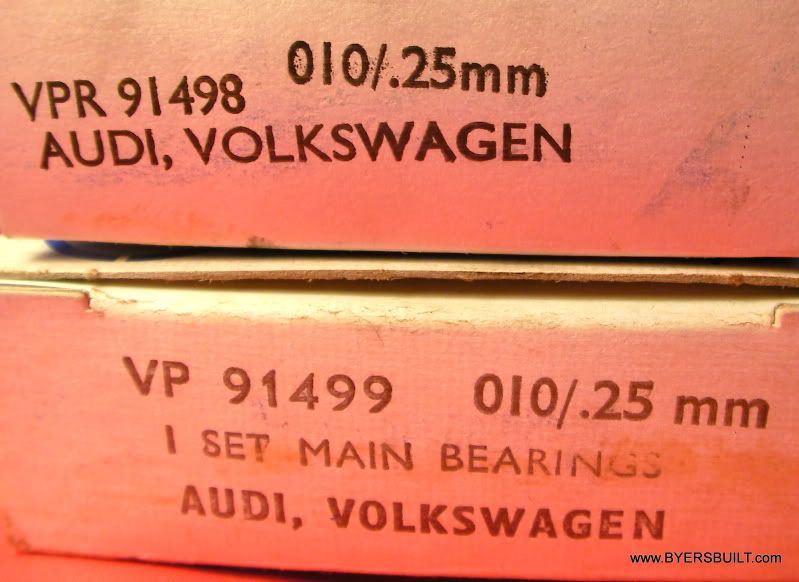 010/.25mm
VPR 91498
AUDI, VOLKSWAGEN
VP 91499 010/.25 mm
1 SET MAIN BEARINGS
AUDI, VOLKSWAGEN
www.BYERSBUILT.com